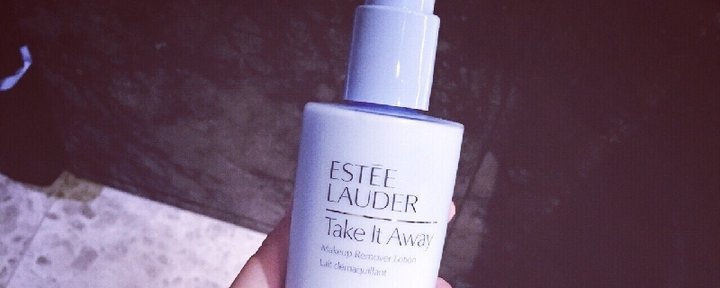 ESTĒE
LAUDER
Take It Away
Makeup Remover Lotion
Lait démaquillant